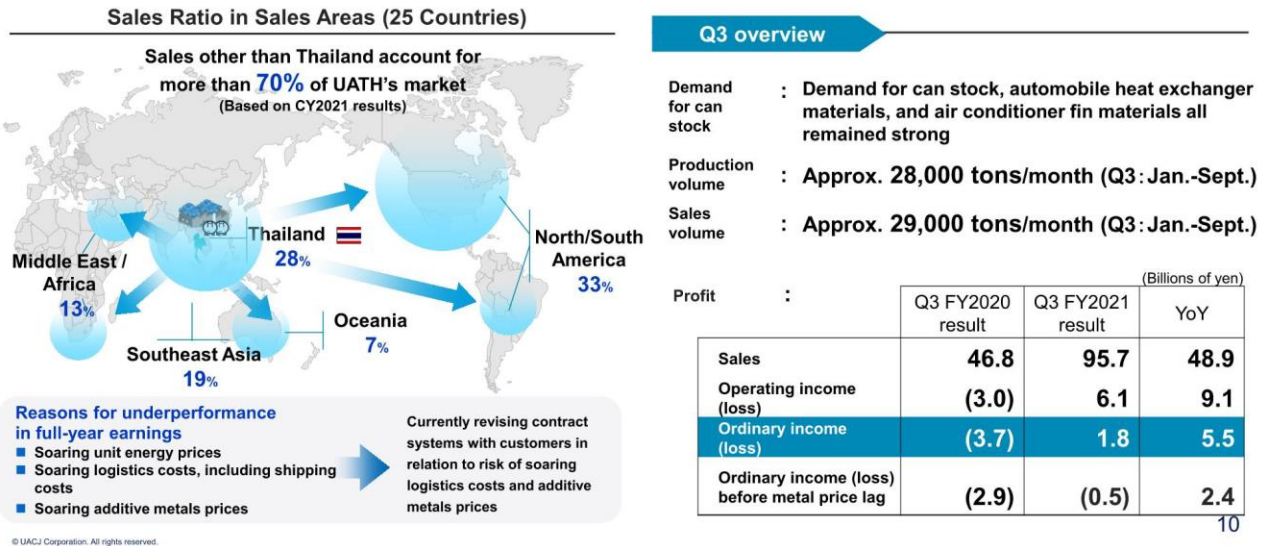 Sales Ratio in Sales Areas (25 Countries)
Sales other than Thailand account for
more than 70% of UATH's market
(Based on CY2021 results)
Thailand
28%
North/South
America
33%
Middle East /
Africa
13%
Oceania
7%
Southeast Asia
19%
Reasons for underperformance
in full-year earnings
■ Soaring unit energy prices
■ Soaring logistics costs, including shipping
costs
■ Soaring additive metals prices
Currently revising contract
systems with customers in
relation to risk of soaring
logistics costs and additive
metals prices
© UACJ Corporation. All rights reserved.
Q3 overview
Demand
for can
stock
: Demand for can stock, automobile heat exchanger
materials, and air conditioner fin materials all
remained strong
Production
volume
: Approx. 28,000 tons/month (Q3:Jan.-Sept.)
Sales
volume
: Approx. 29,000 tons/month (Q3:Jan.-Sept.)
Profit :
(Billions of yen)
Q3 FY2020
result
Q3 FY2021
result
YoY
Sales 46.8 95.7 48.9
Operating income
(loss)
(3.0) 6.1 9.1
Ordinary income
(loss)
(3.7) 1.8 5.5
Ordinary income (loss)
before metal price lag
(2.9) (0.5) 2.4
10